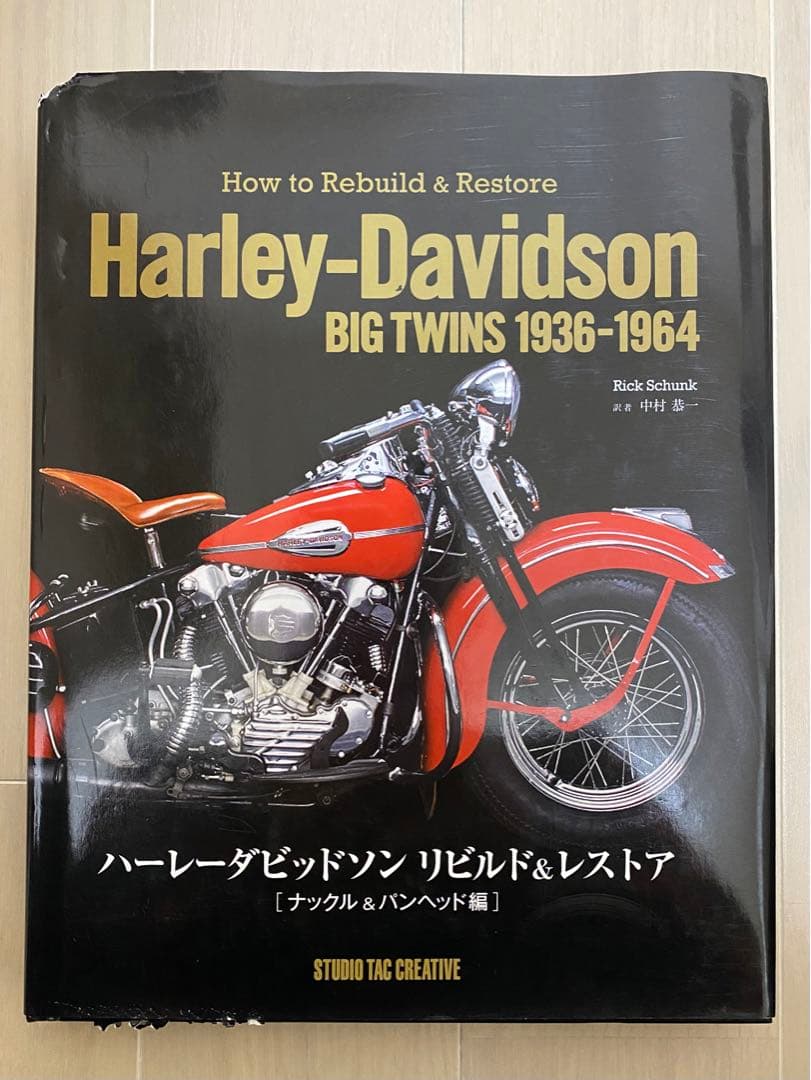 How to Rebuild & Restore
Harley-Davidson
BIG TWINS 1936-1964
Rick Schunk
訳者 中村 恭一
HARLEY-DAVIDSON
ハーレーダビッドソン リビルド&レストア
[ナックル&パンヘッド編]
STUDIO TAC CREATIVE